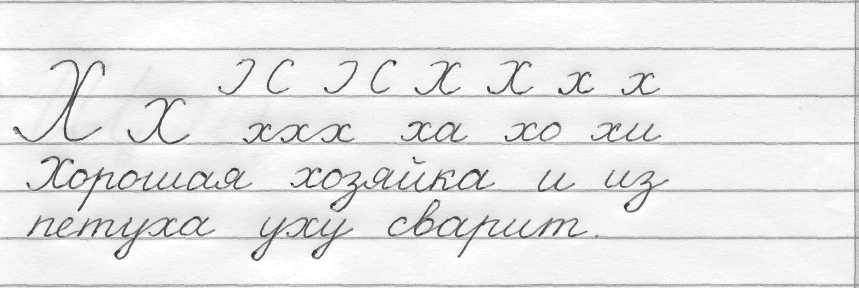 Х х Ɔ С Ɔ С Х Х х х
ххх ха хо хи
Хорошая хозяйка и из
петуха уху сварит.